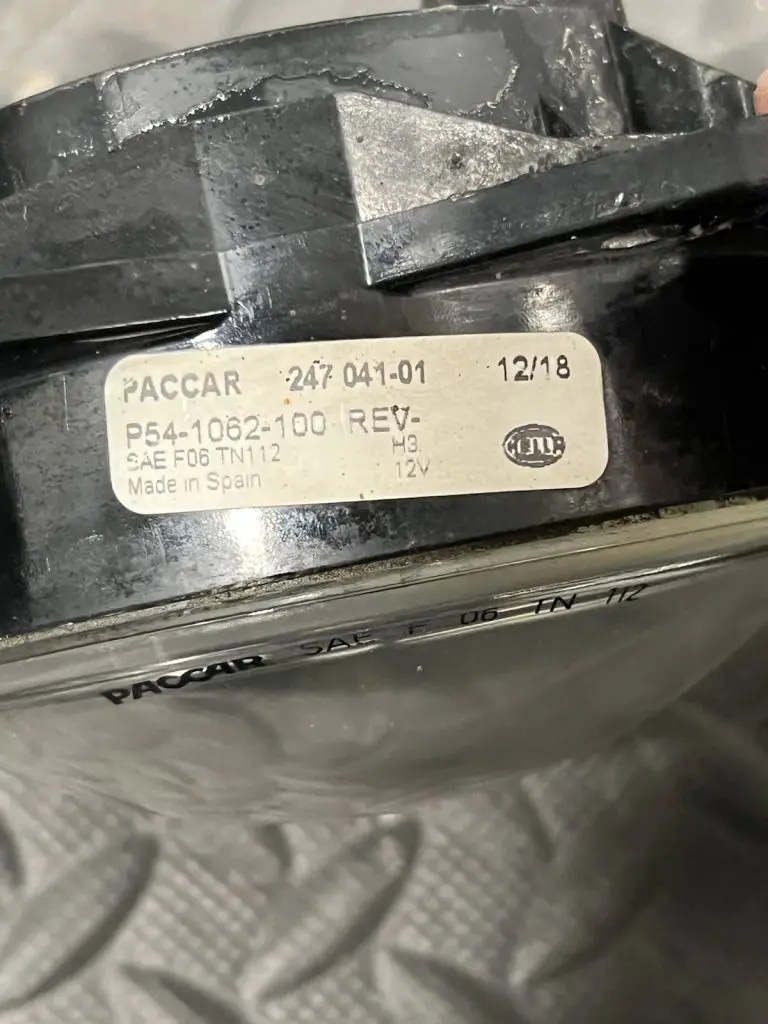 PACCAR 247 041-01 12/18
P54-1062-100 REV-
SAE F06 TN112 H3
Made in Spain 12V
HELLA
PACCAR SAE F 06 TN 112